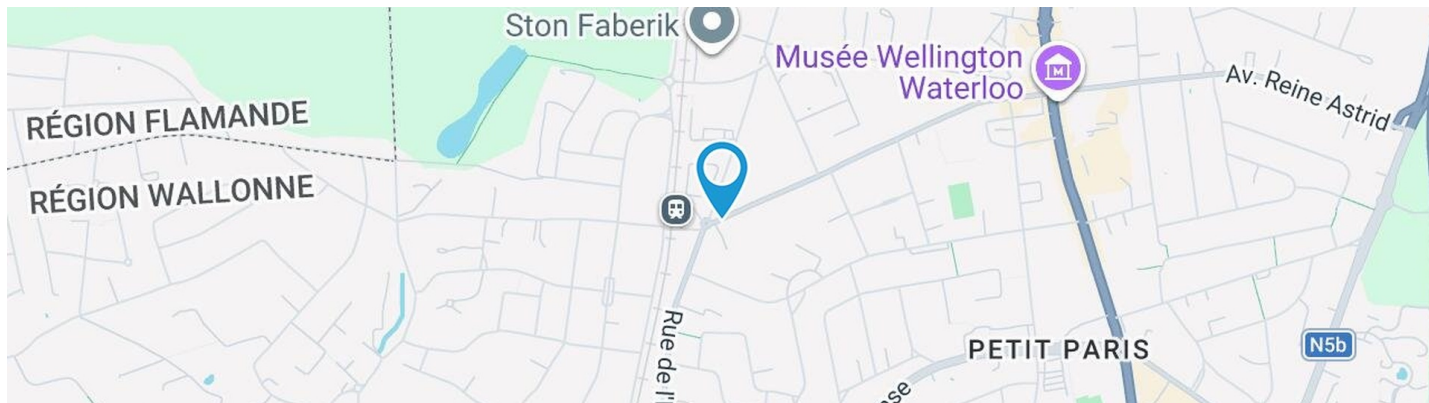 Ston Faberik
Musée Wellington
Waterloo
Av. Reine Astrid
RÉGION FLAMANDE
RÉGION WALLONNE
Rue de l'
PETIT PARIS
N5b